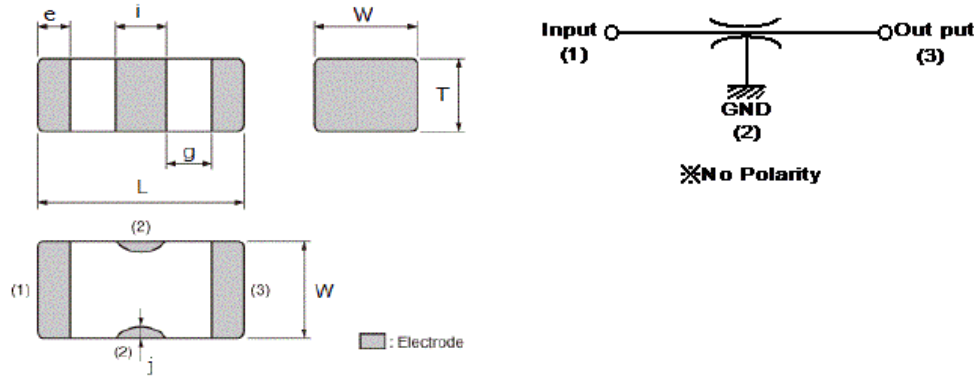 e
i
W
T
g
L
(2)
(1)
(3)
W
(2)
j
: Electrode
Input
(1)
Out put
(3)
GND
(2)
※No Polarity